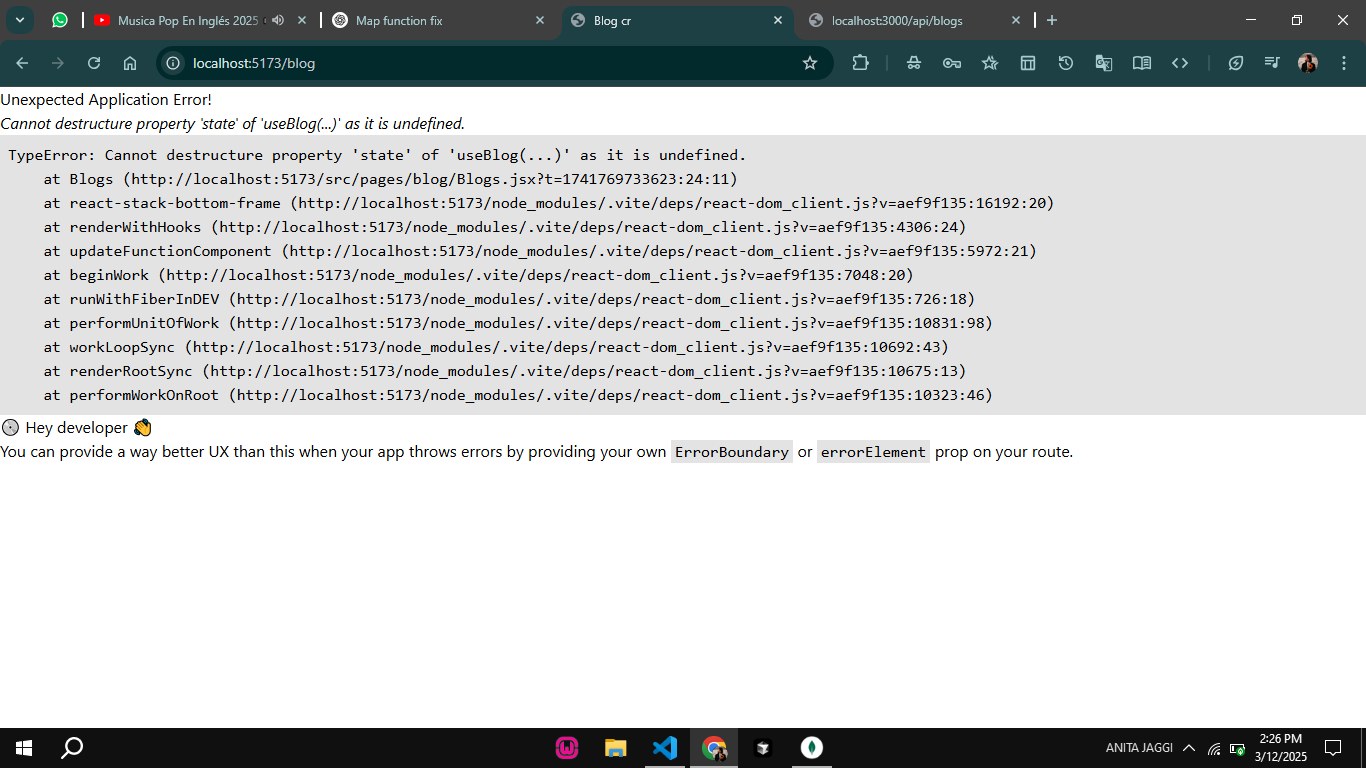 Musica Pop En Inglés 2025
Map function fix
Blog cr
localhost:3000/api/blogs
localhost:5173/blog
Unexpected Application Error!
Cannot destructure property 'state' of 'useBlog(...)' as it is undefined.
TypeError: Cannot destructure property 'state' of 'useBlog(...)' as it is undefined.
    at Blogs (http://localhost:5173/src/pages/blog/Blogs.jsx?t=1741769733623:24:11)
    at react-stack-bottom-frame (http://localhost:5173/node_modules/.vite/deps/react-dom_client.js?v=aef9f135:16192:20)
    at renderWithHooks (http://localhost:5173/node_modules/.vite/deps/react-dom_client.js?v=aef9f135:4306:24)
    at updateFunctionComponent (http://localhost:5173/node_modules/.vite/deps/react-dom_client.js?v=aef9f135:5972:21)
    at beginWork (http://localhost:5173/node_modules/.vite/deps/react-dom_client.js?v=aef9f135:7048:20)
    at runWithFiberInDEV (http://localhost:5173/node_modules/.vite/deps/react-dom_client.js?v=aef9f135:726:18)
    at performUnitOfWork (http://localhost:5173/node_modules/.vite/deps/react-dom_client.js?v=aef9f135:10831:98)
    at workLoopSync (http://localhost:5173/node_modules/.vite/deps/react-dom_client.js?v=aef9f135:10692:43)
    at renderRootSync (http://localhost:5173/node_modules/.vite/deps/react-dom_client.js?v=aef9f135:10675:13)
    at performWorkOnRoot (http://localhost:5173/node_modules/.vite/deps/react-dom_client.js?v=aef9f135:10323:46)
💿 Hey developer 👋
You can provide a way better UX than this when your app throws errors by providing your own ErrorBoundary or errorElement prop on your route.
ANITA JAGGI
2:26 PM
3/12/2025